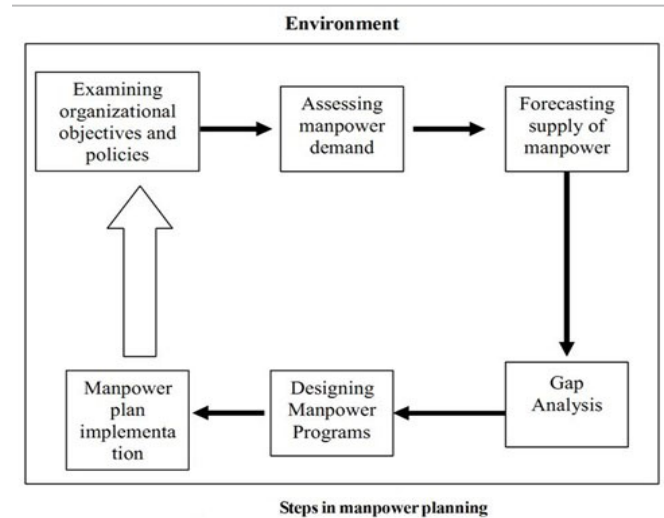 Environment
Examining
organizational
objectives and
policies
Assessing
manpower
demand
Forecasting
supply of
manpower
Gap
Analysis
Designing
Manpower
Programs
Manpower
plan
implementa
tion
Steps in manpower planning